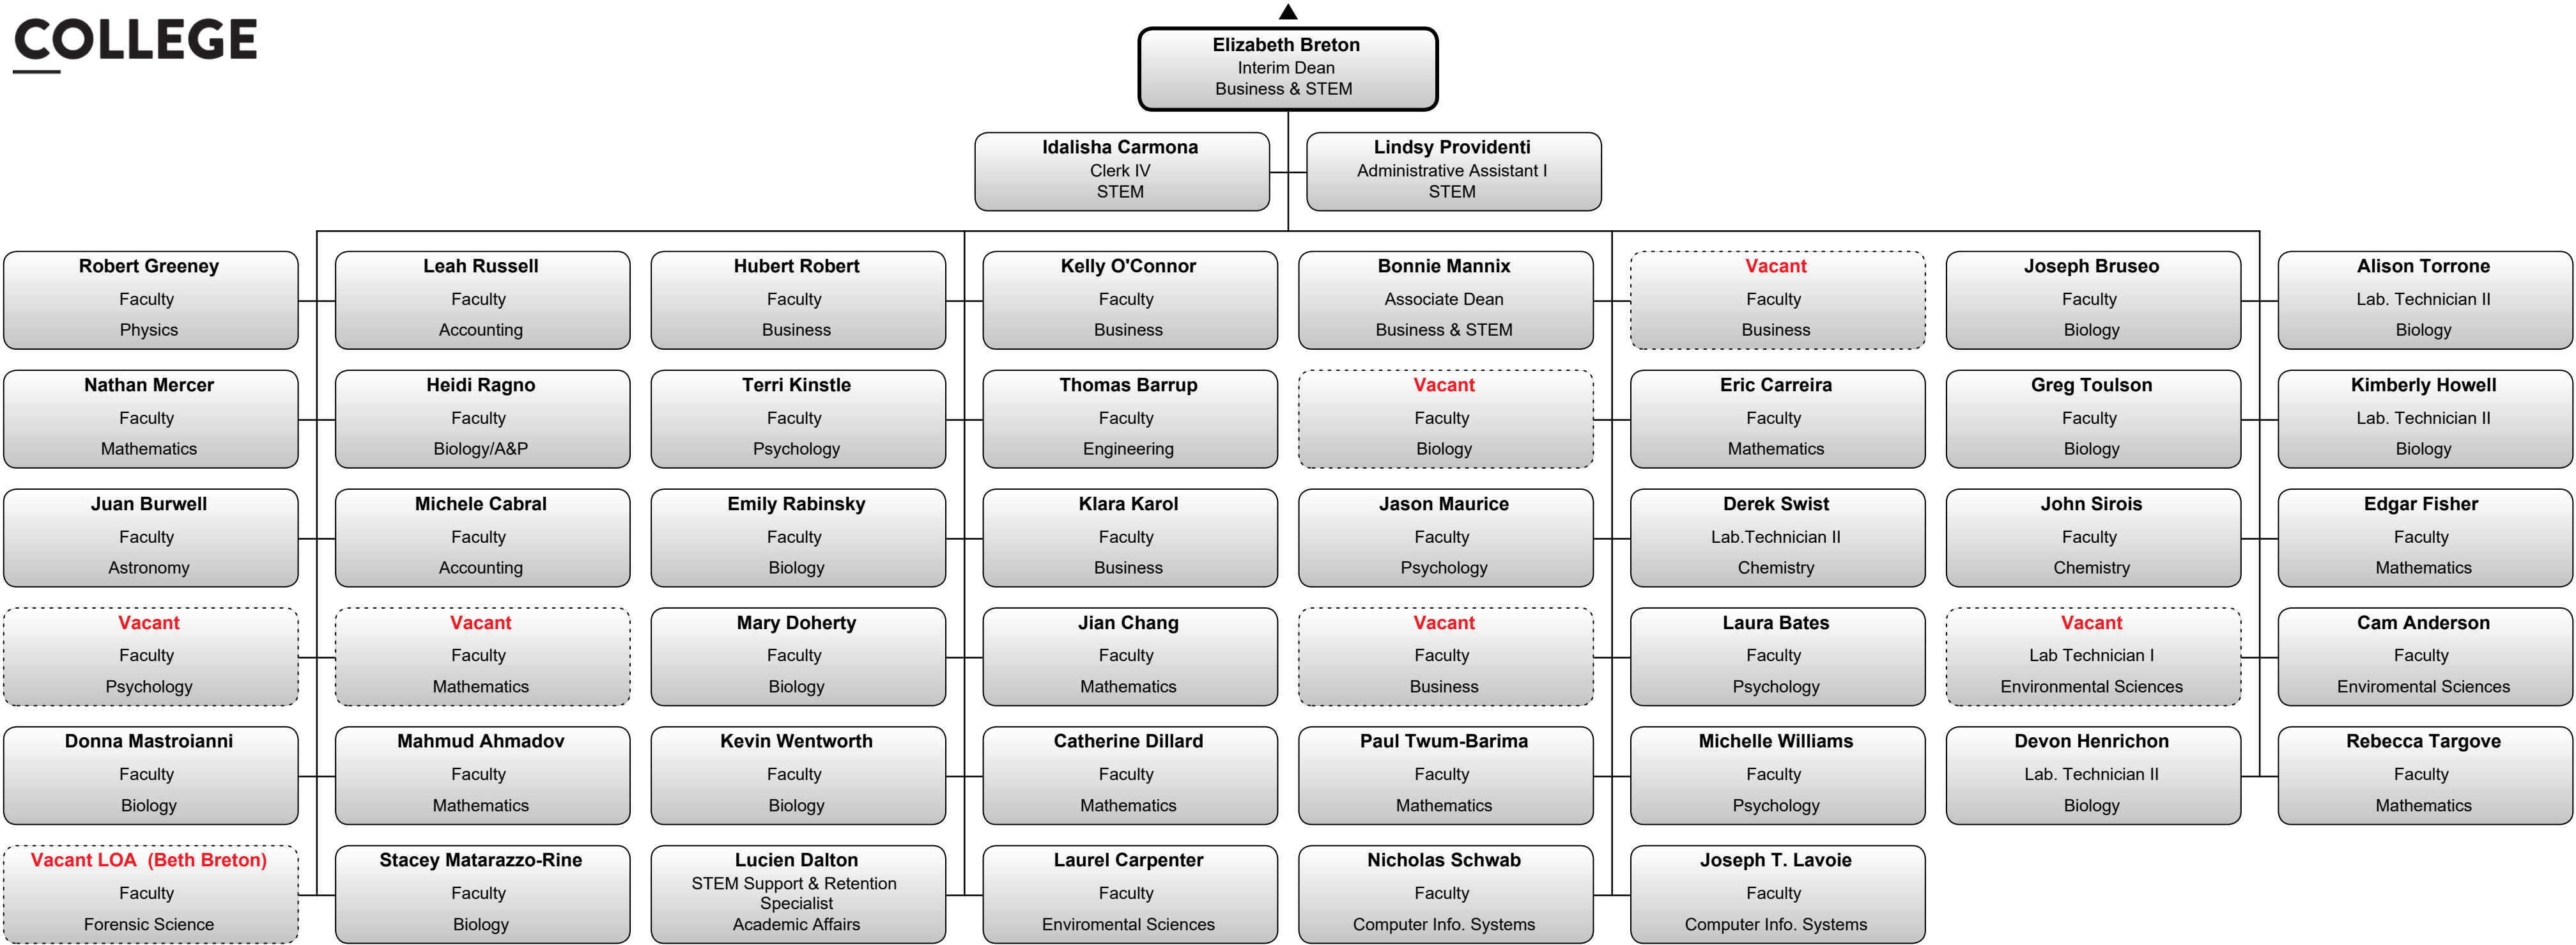 COLLEGE
Elizabeth Breton
Interim Dean
Business & STEM
Idalisha Carmona
Clerk IV
STEM
Lindsy Providenti
Administrative Assistant I
STEM
Robert Greeney
Faculty
Physics
Leah Russell
Faculty
Accounting
Hubert Robert
Faculty
Business
Kelly O'Connor
Faculty
Business
Bonnie Mannix
Associate Dean
Business & STEM
Vacant
Faculty
Business
Joseph Bruseo
Faculty
Biology
Alison Torrone
Lab. Technician II
Biology
Nathan Mercer
Faculty
Mathematics
Heidi Ragno
Faculty
Biology/A&P
Terri Kinstle
Faculty
Psychology
Thomas Barrup
Faculty
Engineering
Vacant
Faculty
Biology
Eric Carreira
Faculty
Mathematics
Greg Toulson
Faculty
Biology
Kimberly Howell
Lab. Technician II
Biology
Juan Burwell
Faculty
Astronomy
Michele Cabral
Faculty
Accounting
Emily Rabinsky
Faculty
Biology
Klara Karol
Faculty
Business
Jason Maurice
Faculty
Psychology
Derek Swist
Lab.Technician II
Chemistry
John Sirois
Faculty
Chemistry
Edgar Fisher
Faculty
Mathematics
Vacant
Faculty
Psychology
Vacant
Faculty
Mathematics
Mary Doherty
Faculty
Biology
Jian Chang
Faculty
Mathematics
Vacant
Faculty
Business
Laura Bates
Faculty
Psychology
Vacant
Lab Technician I
Environmental Sciences
Cam Anderson
Faculty
Enviromental Sciences
Donna Mastroianni
Faculty
Biology
Mahmud Ahmadov
Faculty
Mathematics
Kevin Wentworth
Faculty
Biology
Catherine Dillard
Faculty
Mathematics
Paul Twum-Barima
Faculty
Mathematics
Michelle Williams
Faculty
Psychology
Devon Henrichon
Lab. Technician II
Biology
Rebecca Targove
Faculty
Mathematics
Vacant LOA (Beth Breton)
Faculty
Forensic Science
Stacey Matarazzo-Rine
Faculty
Biology
Lucien Dalton
STEM Support & Retention
Specialist
Academic Affairs
Laurel Carpenter
Faculty
Enviromental Sciences
Nicholas Schwab
Faculty
Computer Info. Systems
Joseph T. Lavoie
Faculty
Computer Info. Systems